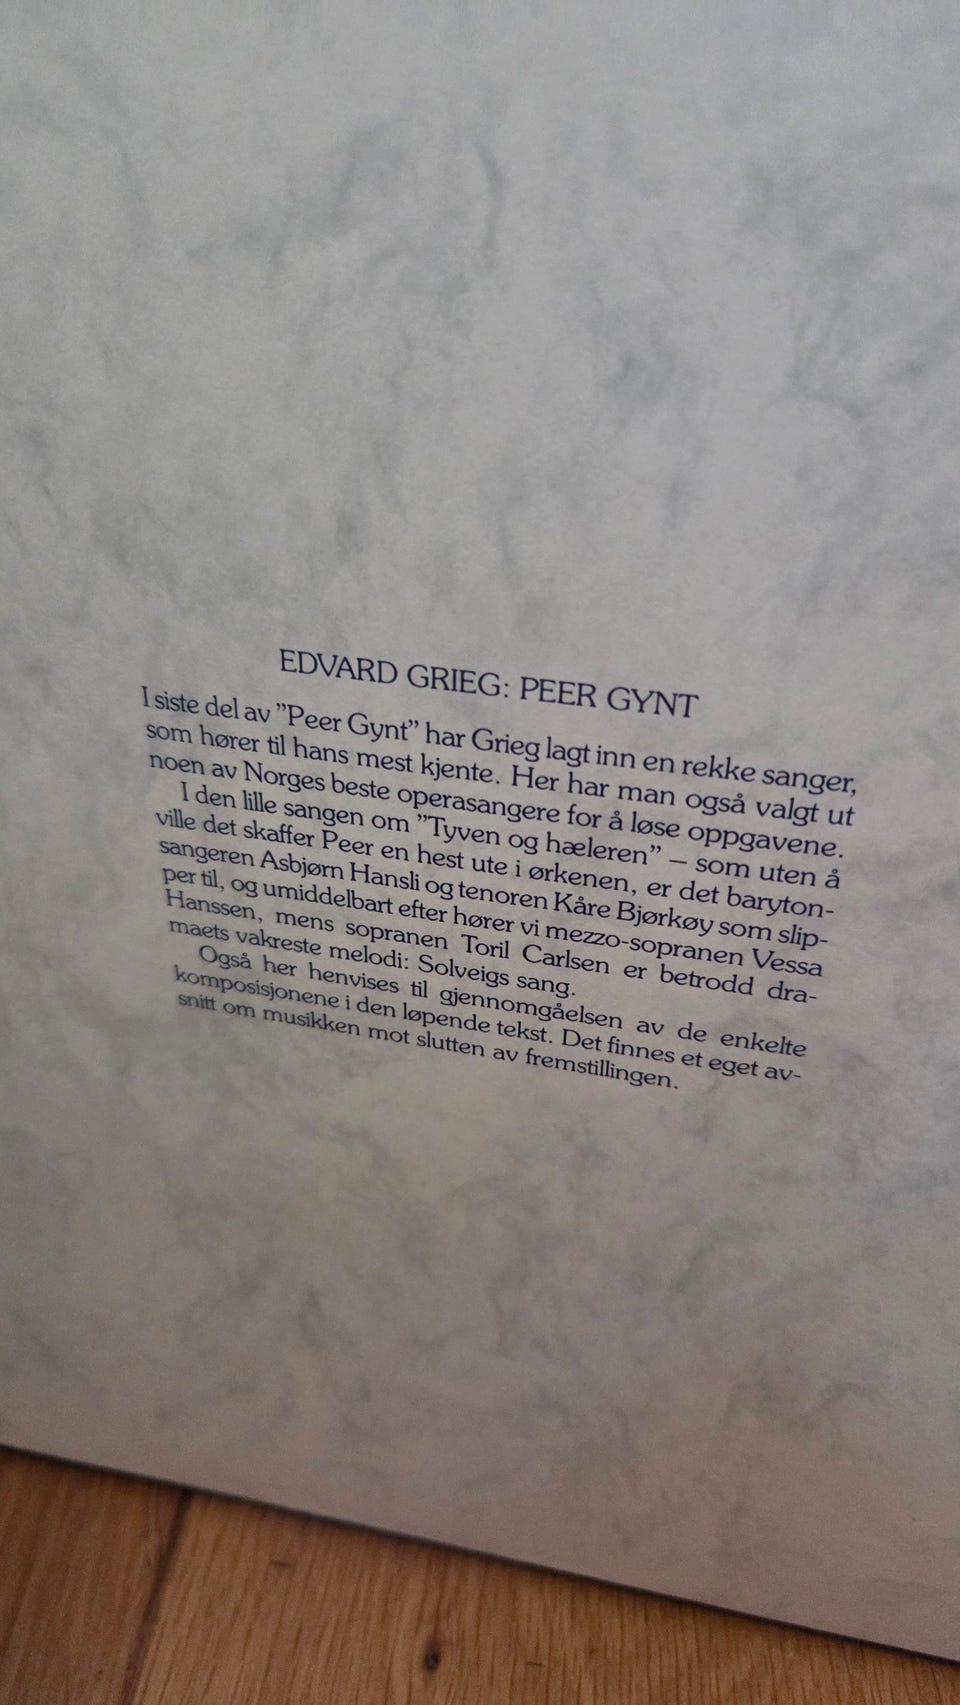 EDVARD GRIEG: PEER GYNT
I siste del av ”Peer Gynt” har Grieg lagt inn en rekke sanger,
som hører til hans mest kjente. Her har man også valgt ut
noen av Norges beste operasangere for å løse oppgavene.
I den lille sangen om ”Tyven og hæleren” – som uten å
ville det skaffer Peer en hest ute i ørkenen, er det baryton-
sangeren Asbjørn Hansli og tenoren Kåre Bjørkøy som slip-
per til, og umiddelbart efter hører vi mezzo-sopranen Vessa
Hanssen, mens sopranen Toril Carlsen er betrodd dra-
maets vakreste melodi: Solveigs sang.
Også her henvises til gjennomgåelsen av de enkelte
komposisjonene i den løpende tekst. Det finnes et eget av-
snitt om musikken mot slutten av fremstillingen.